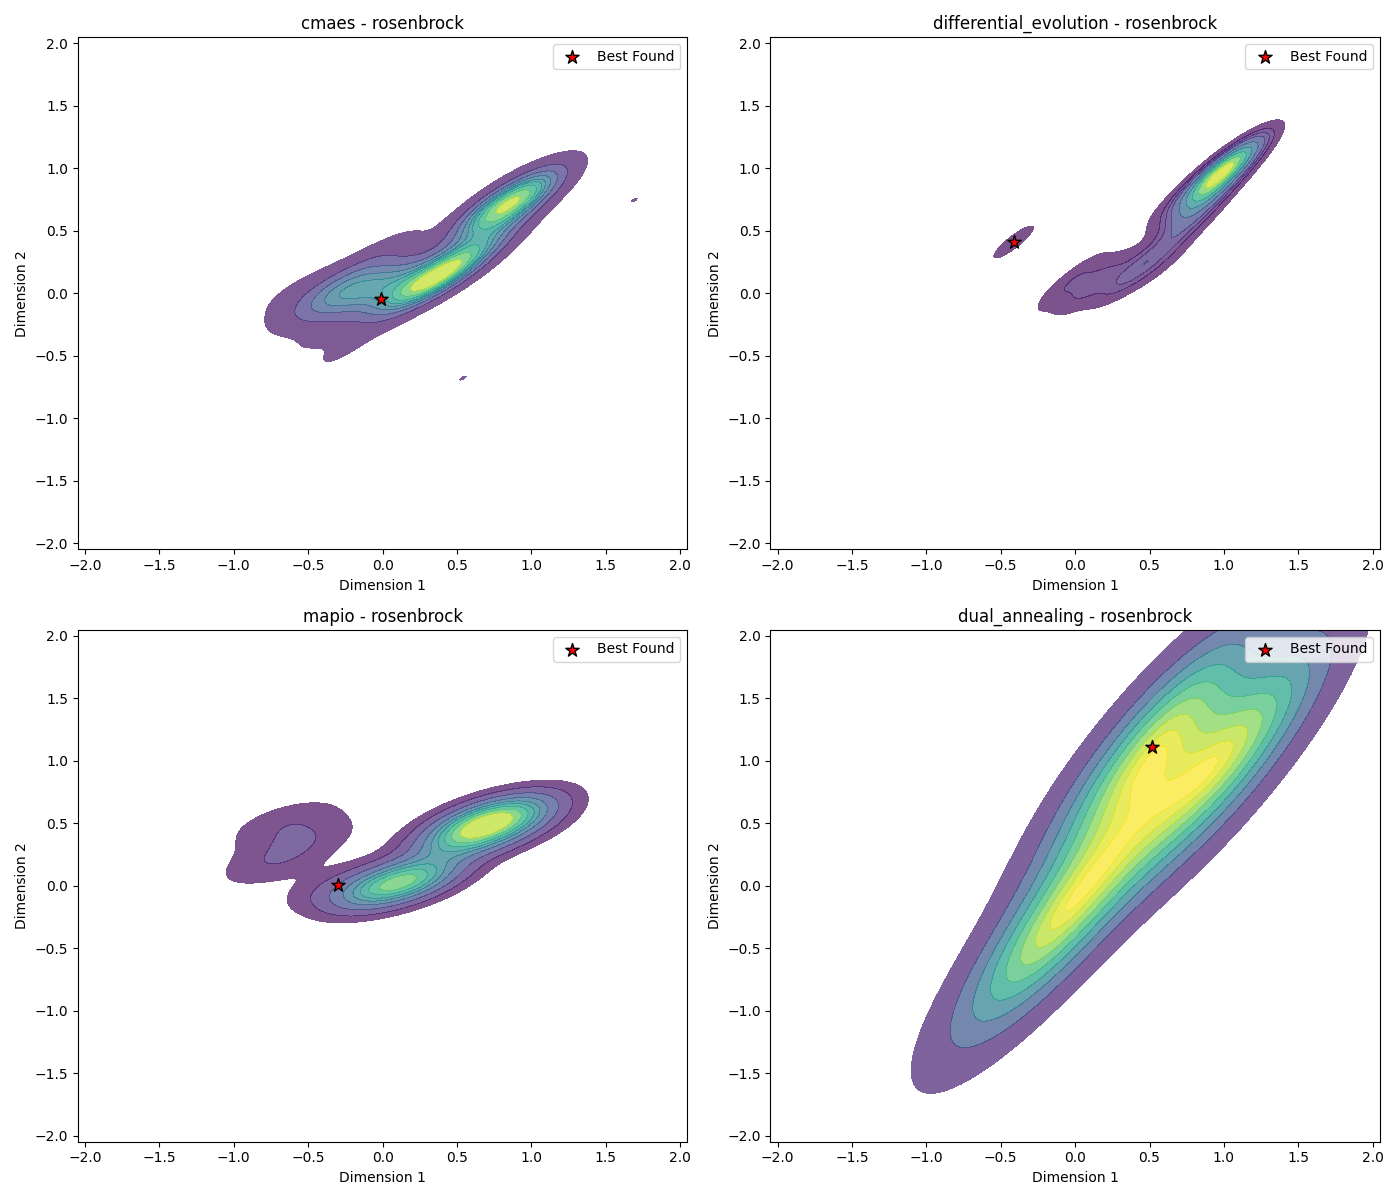 cmaes - rosenbrock
Best Found
2.0
1.5
1.0
0.5
0.0
−0.5
−1.0
−1.5
−2.0
Dimension 2
−2.0 −1.5 −1.0 −0.5 0.0 0.5 1.0 1.5 2.0
Dimension 1
differential_evolution - rosenbrock
Best Found
2.0
1.5
1.0
0.5
0.0
−0.5
−1.0
−1.5
−2.0
Dimension 2
−2.0 −1.5 −1.0 −0.5 0.0 0.5 1.0 1.5 2.0
Dimension 1
mapio - rosenbrock
Best Found
2.0
1.5
1.0
0.5
0.0
−0.5
−1.0
−1.5
−2.0
Dimension 2
−2.0 −1.5 −1.0 −0.5 0.0 0.5 1.0 1.5 2.0
Dimension 1
dual_annealing - rosenbrock
Best Found
2.0
1.5
1.0
0.5
0.0
−0.5
−1.0
−1.5
−2.0
Dimension 2
−2.0 −1.5 −1.0 −0.5 0.0 0.5 1.0 1.5 2.0
Dimension 1